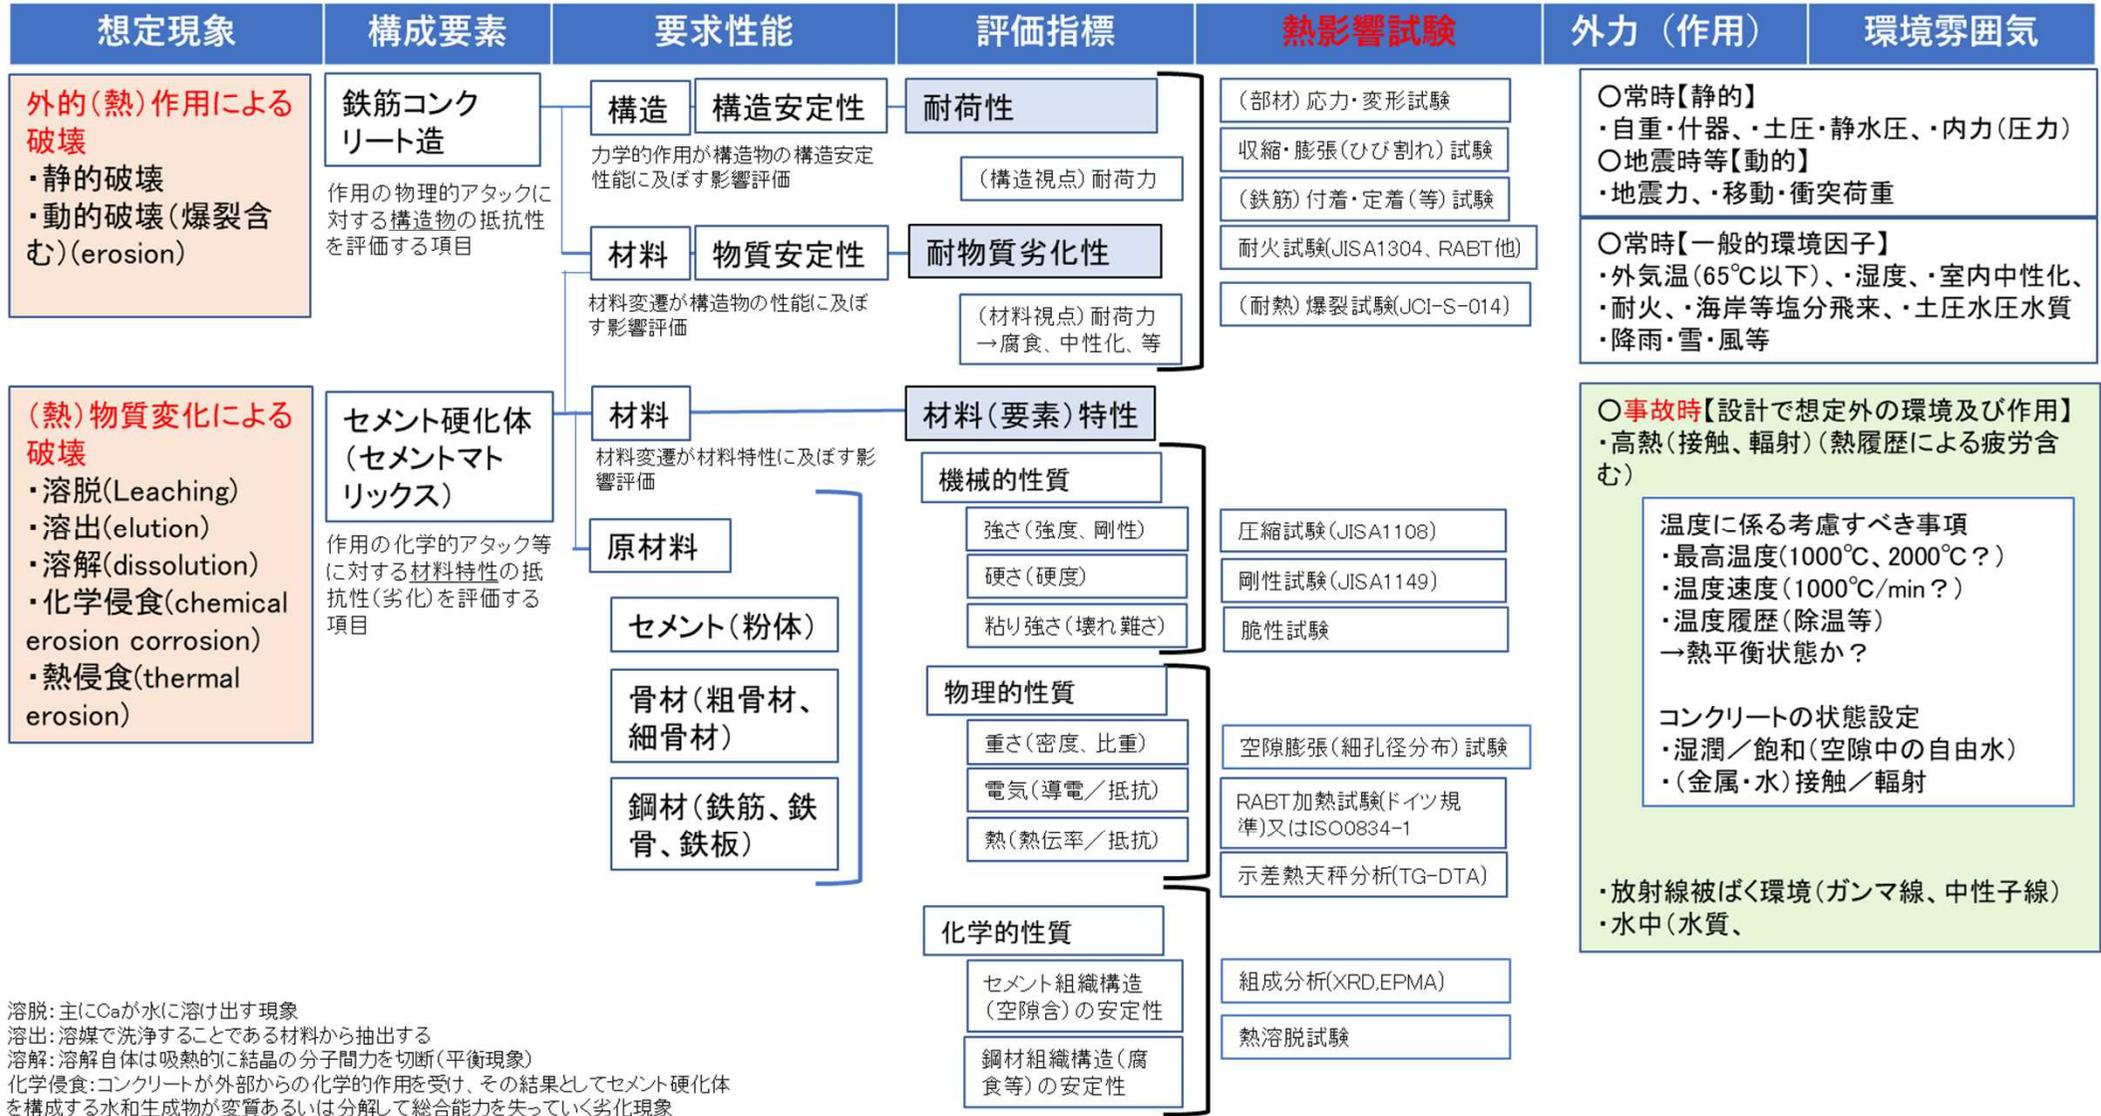 想定現象
構成要素
要求性能
評価指標
熱影響試験
外力（作用）
環境雰囲気
外的（熱）作用による
破壊
・静的破壊
・動的破壊（爆裂含
む）(erosion)
鉄筋コンク
リート造
作用の物理的アタックに
対する構造物の抵抗性
を評価する項目
構造
構造安定性
力学的作用が構造物の構造安定
性能に及ぼす影響評価
材料
物質安定性
材料変遷が構造物の性能に及ぼ
す影響評価
耐荷性
（構造視点）耐荷力
耐物質劣化性
（材料視点）耐荷力
→腐食、中性化、等
（部材）応力・変形試験
収縮・膨張（ひび割れ）試験
（鉄筋）付着・定着（等）試験
耐火試験(JISA1304、RABT他)
（耐熱）爆裂試験(JCI-S-014)
〇常時【静的】
・自重・什器、・土圧・静水圧、・内力（圧力）
〇地震時等【動的】
・地震力、・移動・衝突荷重
〇常時【一般的環境因子】
・外気温（65℃以下）、・湿度、・室内中性化、
・耐火、・海岸等塩分飛来、・土圧水圧水質
・降雨・雪・風等
（熱）物質変化による
破壊
・溶脱(Leaching)
・溶出(elution)
・溶解(dissolution)
・化学侵食(chemical
erosion corrosion)
・熱侵食(thermal
erosion)
セメント硬化体
（セメントマト
リックス）
作用の化学的アタック等
に対する材料特性の抵
抗性（劣化）を評価する
項目
材料
材料変遷が材料特性に及ぼす影
響評価
原材料
セメント（粉体）
骨材（粗骨材、
細骨材）
鋼材（鉄筋、鉄
骨、鉄板）
材料（要素）特性
機械的性質
強さ（強度、剛性）
硬さ（硬度）
粘り強さ（壊れ難さ）
物理的性質
重さ（密度、比重）
電気（導電／抵抗）
熱（熱伝率／抵抗）
化学的性質
セメント組織構造
（空隙含）の安定性
鋼材組織構造（腐
食等）の安定性
圧縮試験（JISA1108）
剛性試験（JISA1149）
脆性試験
空隙膨張（細孔径分布）試験
RABT加熱試験(ドイツ規
準)又はISO0834-1
示差熱天秤分析(TG-DTA)
組成分析(XRD,EPMA)
熱溶脱試験
〇事故時【設計で想定外の環境及び作用】
・高熱（接触、輻射）（熱履歴による疲労含
む）
温度に係る考慮すべき事項
・最高温度(1000℃、2000℃？)
・温度速度（1000℃/min？）
・温度履歴（除温等）
→熱平衡状態か？
コンクリートの状態設定
・湿潤／飽和（空隙中の自由水）
・（金属・水）接触／輻射
・放射線被ばく環境（ガンマ線、中性子線）
・水中（水質、
溶脱：主にCaが水に溶け出す現象
溶出：溶媒で洗浄することである材料から抽出する
溶解：溶解自体は吸熱的に結晶の分子間力を切断（平衡現象）
化学侵食：コンクリートが外部からの化学的作用を受け、その結果としてセメント硬化体
を構成する水和生成物が変質あるいは分解して総合能力を失っていく劣化現象